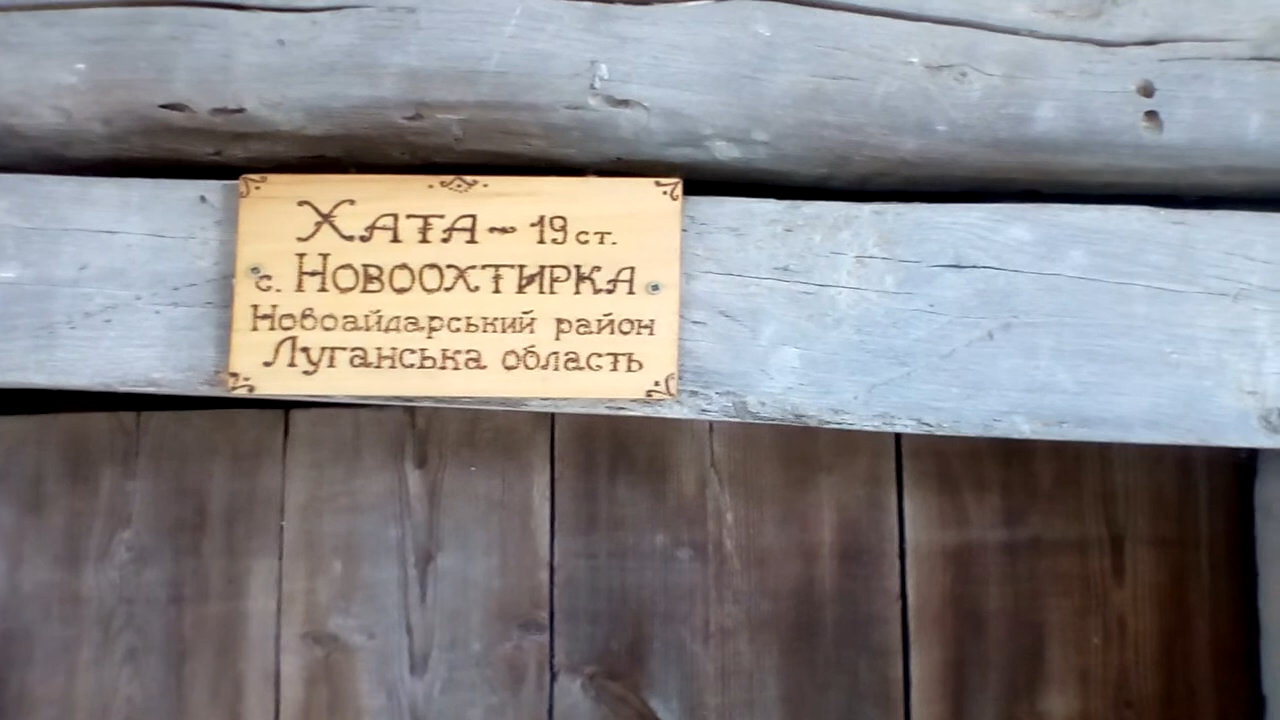 ХАТА ~ 19 ст.
с. НОВООХТИРКА
Новоайдарський район
Луганська область